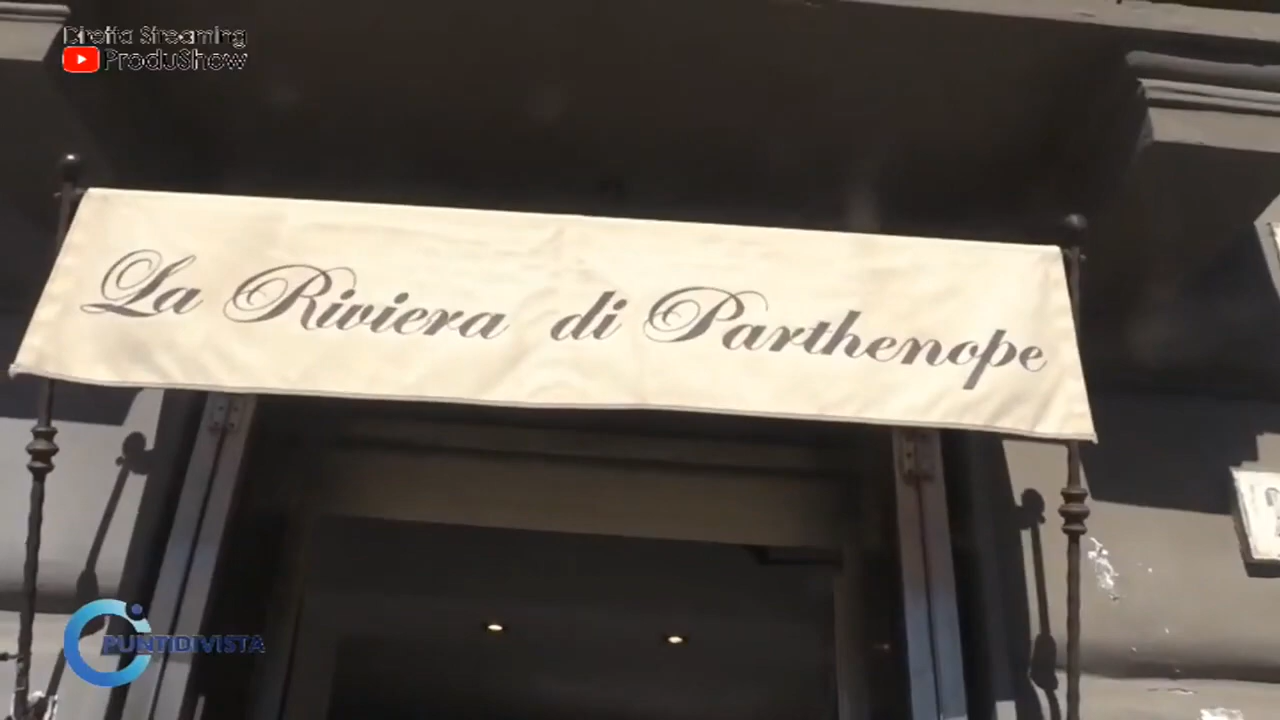 Diretta Streaming
ProduShow
La Riviera di Parthenope
PUNTIDIVISTA